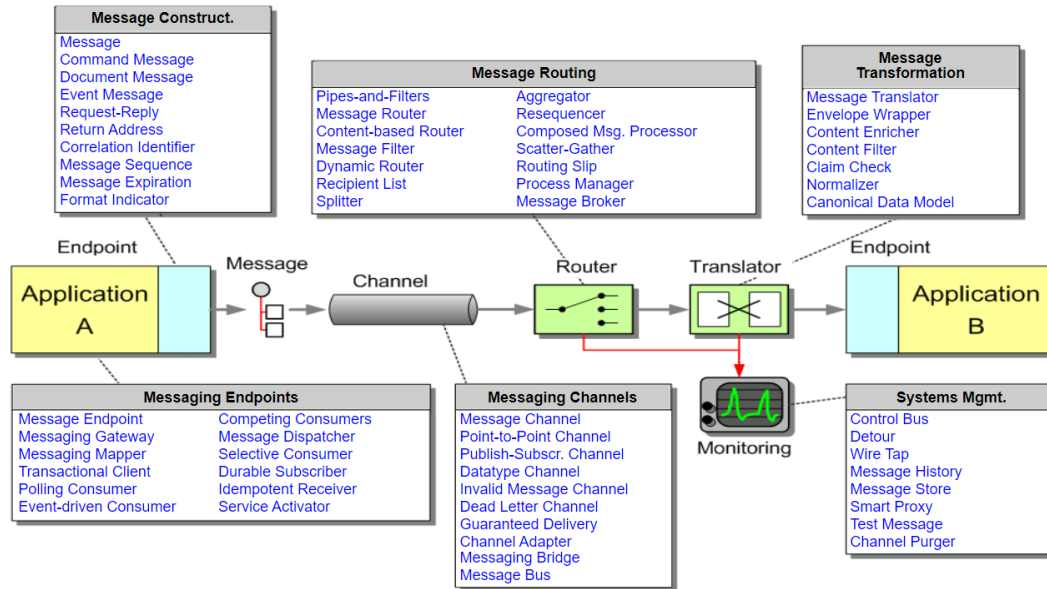 Message Construct.
Message
Command Message
Document Message
Event Message
Request-Reply
Return Address
Correlation Identifier
Message Sequence
Message Expiration
Format Indicator
Message Routing
Pipes-and-Filters
Message Router
Content-based Router
Message Filter
Dynamic Router
Recipient List
Splitter
Aggregator
Resequencer
Composed Msg. Processor
Scatter-Gather
Routing Slip
Process Manager
Message Broker
Message
Transformation
Message Translator
Envelope Wrapper
Content Enricher
Content Filter
Claim Check
Normalizer
Canonical Data Model
Endpoint
Application
A
Message
Channel
Router
Translator
Endpoint
Application
B
Messaging Endpoints
Message Endpoint
Messaging Gateway
Messaging Mapper
Transactional Client
Polling Consumer
Event-driven Consumer
Competing Consumers
Message Dispatcher
Selective Consumer
Durable Subscriber
Idempotent Receiver
Service Activator
Messaging Channels
Message Channel
Point-to-Point Channel
Publish-Subscr. Channel
Datatype Channel
Invalid Message Channel
Dead Letter Channel
Guaranteed Delivery
Channel Adapter
Messaging Bridge
Message Bus
Monitoring
Systems Mgmt.
Control Bus
Detour
Wire Tap
Message History
Message Store
Smart Proxy
Test Message
Channel Purger